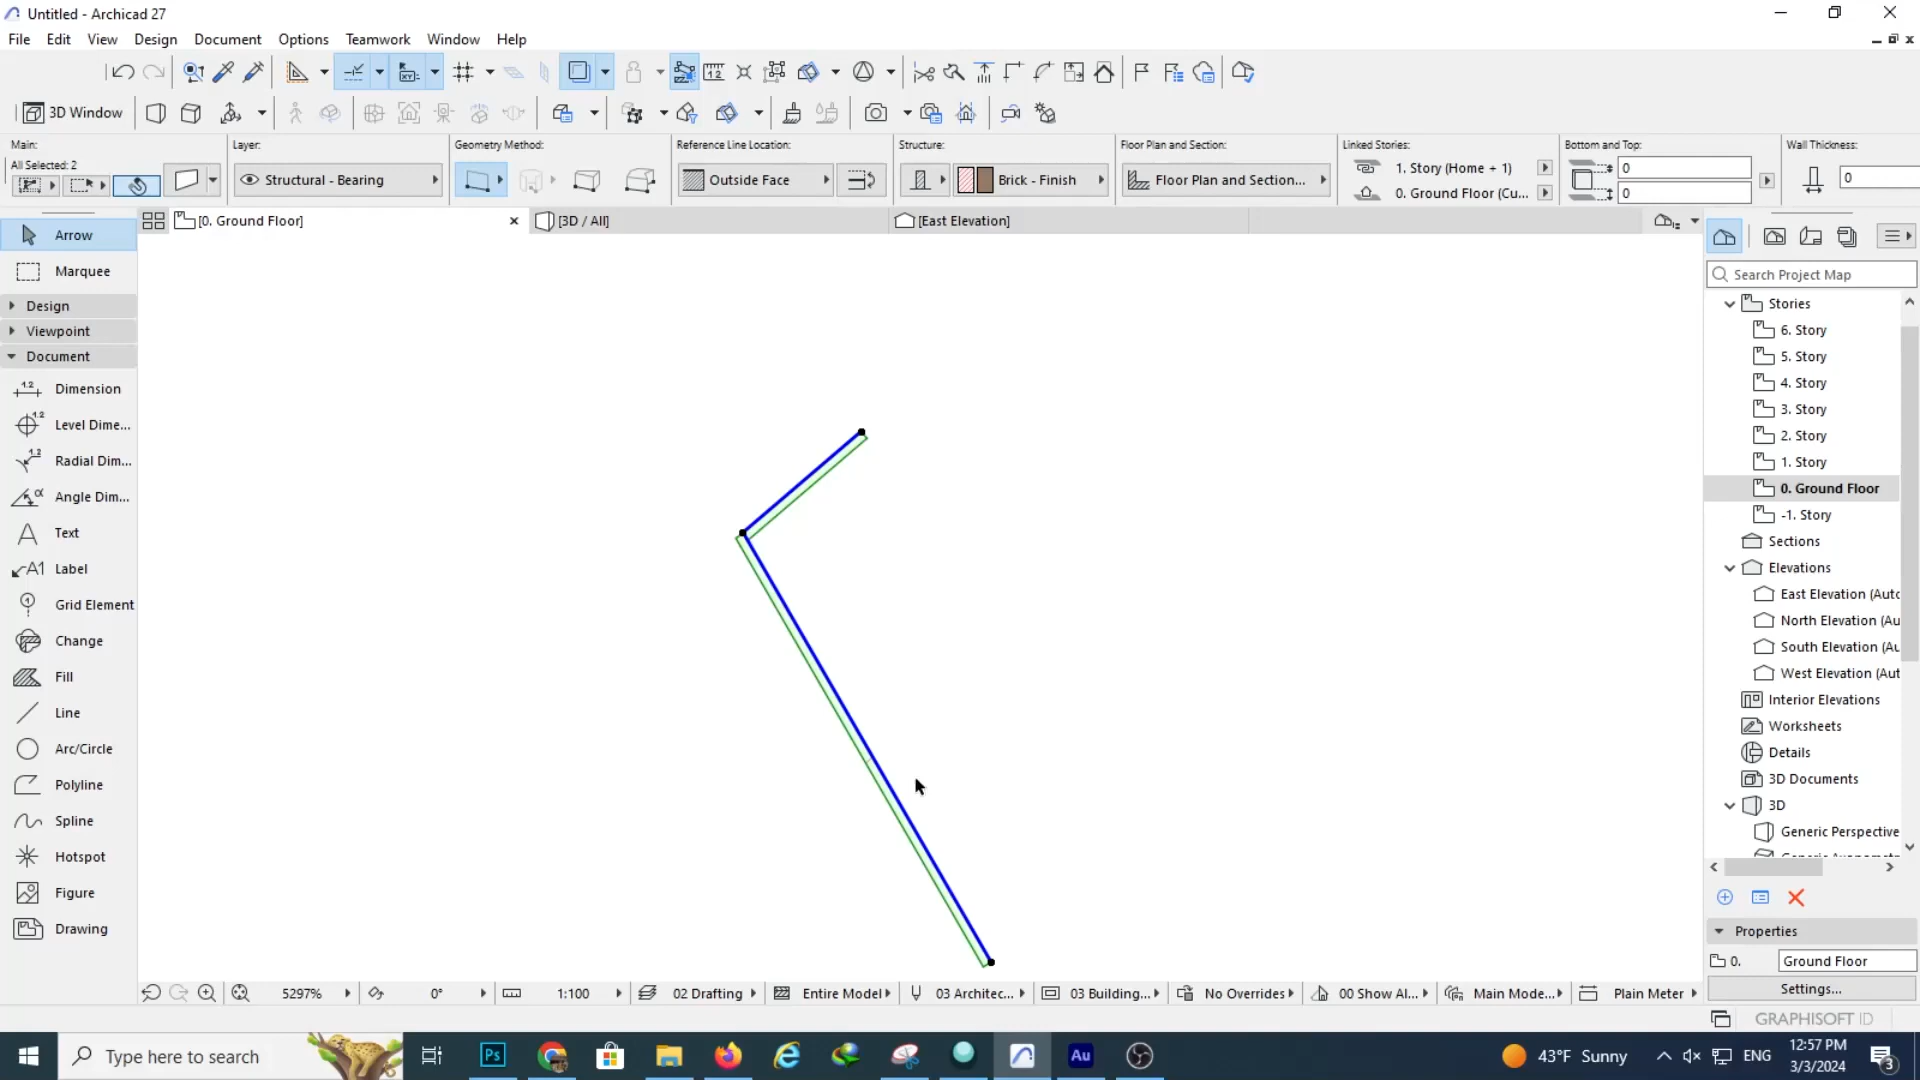 Untitled - Archicad 27
File Edit View Design Document Options Teamwork Window Help
3D Window
Main:
All Selected: 2
Layer:
Structural - Bearing
Geometry Method:
Reference Line Location:
Outside Face
Structure:
Brick - Finish
Floor Plan and Section:
Floor Plan and Section...
Linked Stories:
1. Story (Home + 1)
0. Ground Floor (Cu...
Bottom and Top:
0
0
Wall Thickness:
0
[0. Ground Floor]
[3D / All]
[East Elevation]
Arrow
Marquee
Design
Viewpoint
Document
Dimension
Level Dime...
Radial Dim...
Angle Dim...
Text
Label
Grid Element
Change
Fill
Line
Arc/Circle
Polyline
Spline
Hotspot
Figure
Drawing
Search Project Map
Stories
6. Story
5. Story
4. Story
3. Story
2. Story
1. Story
0. Ground Floor
-1. Story
Sections
Elevations
East Elevation (Autc
North Elevation (Au
South Elevation (Au
West Elevation (Aut
Interior Elevations
Worksheets
Details
3D Documents
3D
Generic Perspective
Properties
0. Ground Floor
Settings...
5297% 0° 1:100 02 Drafting Entire Model 03 Architec... 03 Building... No Overrides 00 Show Al... Main Mode... Plain Meter
GRAPHISOFT ID
Type here to search
Ps
Au
43°F Sunny
ENG
12:57 PM
3/3/2024
3